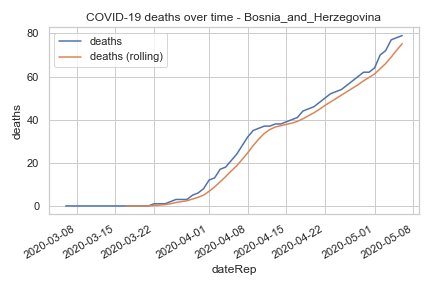 COVID-19 deaths over time - Bosnia_and_Herzegovina
deaths
deaths (rolling)
deaths
80
60
40
20
0
2020-03-08
2020-03-15
2020-03-22
2020-04-01
2020-04-08
2020-04-15
2020-04-22
2020-05-01
2020-05-08
dateRep